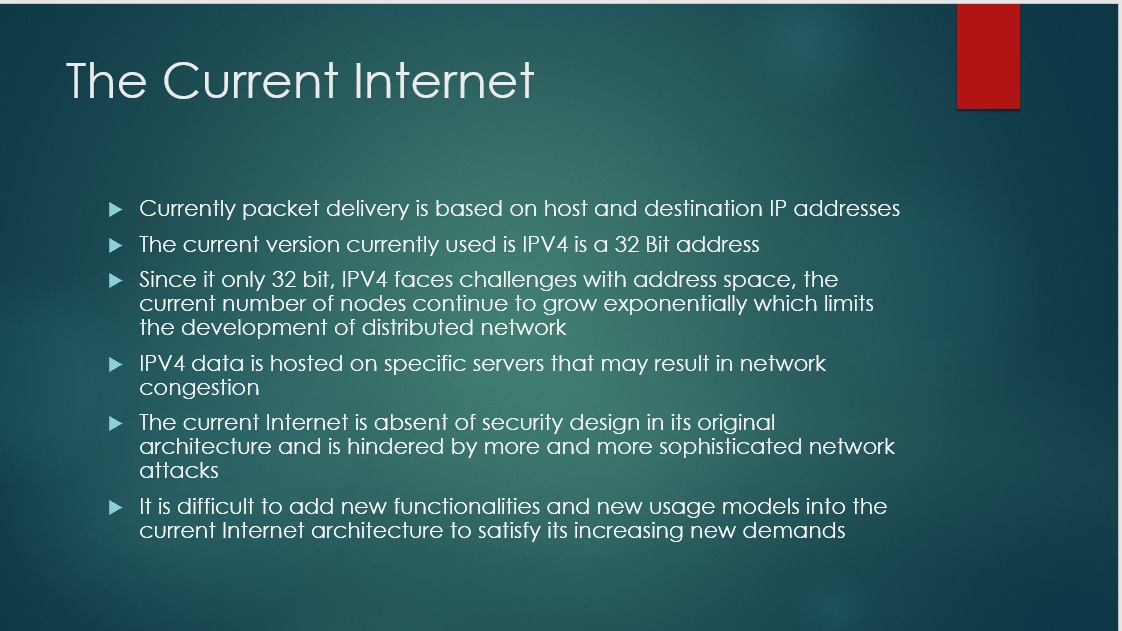 The Current Internet
Currently packet delivery is based on host and destination IP addresses
The current version currently used is IPV4 is a 32 Bit address
Since it only 32 bit, IPV4 faces challenges with address space, the
current number of nodes continue to grow exponentially which limits
the development of distributed network
IPV4 data is hosted on specific servers that may result in network
congestion
The current Internet is absent of security design in its original
architecture and is hindered by more and more sophisticated network
attacks
It is difficult to add new functionalities and new usage models into the
current Internet architecture to satisfy its increasing new demands